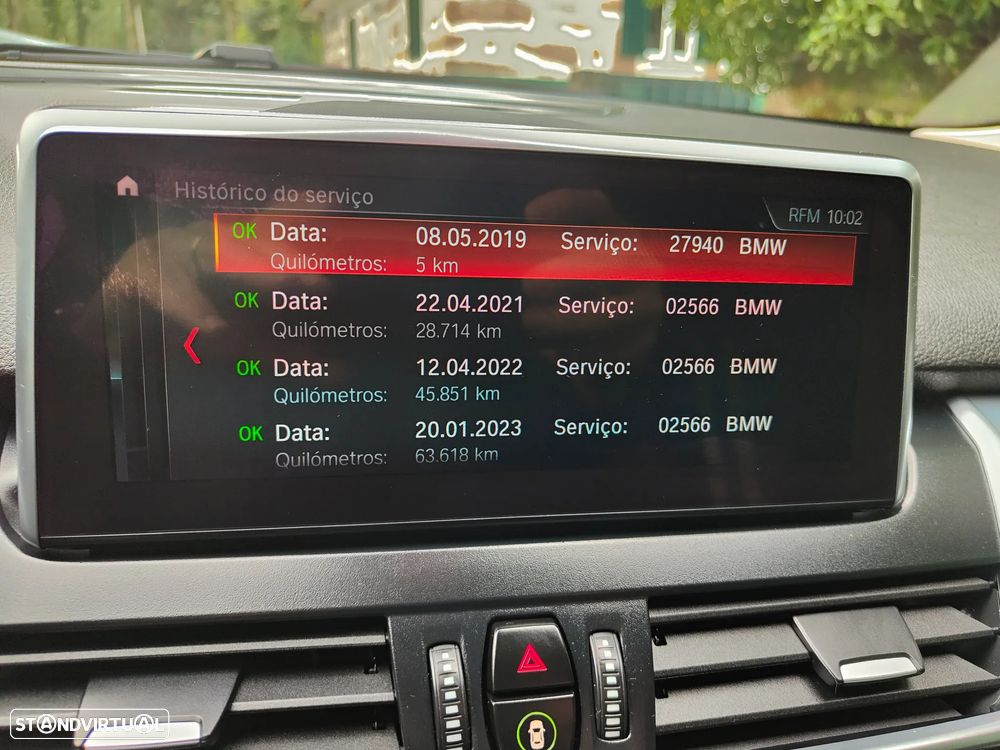 Histórico do serviço
RFM 10:02
OK Data: 08.05.2019 Serviço: 27940 BMW
Quilómetros: 5 km
OK Data: 22.04.2021 Serviço: 02566 BMW
Quilómetros: 28.714 km
OK Data: 12.04.2022 Serviço: 02566 BMW
Quilómetros: 45.851 km
OK Data: 20.01.2023 Serviço: 02566 BMW
Quilómetros: 63.618 km
STANDVIRTUAL